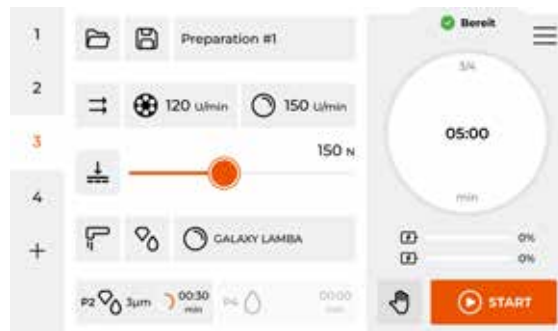 1
2
3
4
+
Preparation #1
120 U/min
150 U/min
150 N
GALAXY LAMBA
P2 3µm 00:30 min
P4 00:00 min
Bereit
3/4
05:00
min
0%
0%
START